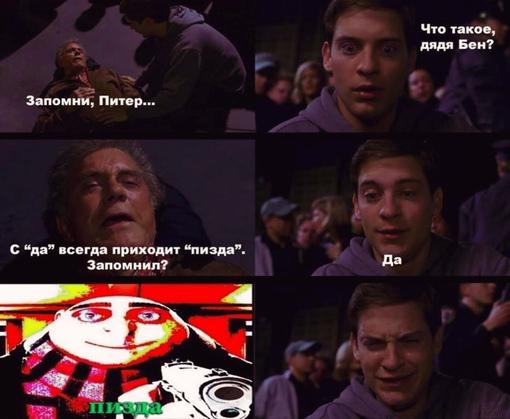 Запомни, Питер...
Что такое,
дядя Бен?
С “да” всегда приходит “пизда”.
Запомнил?
Да
пизда